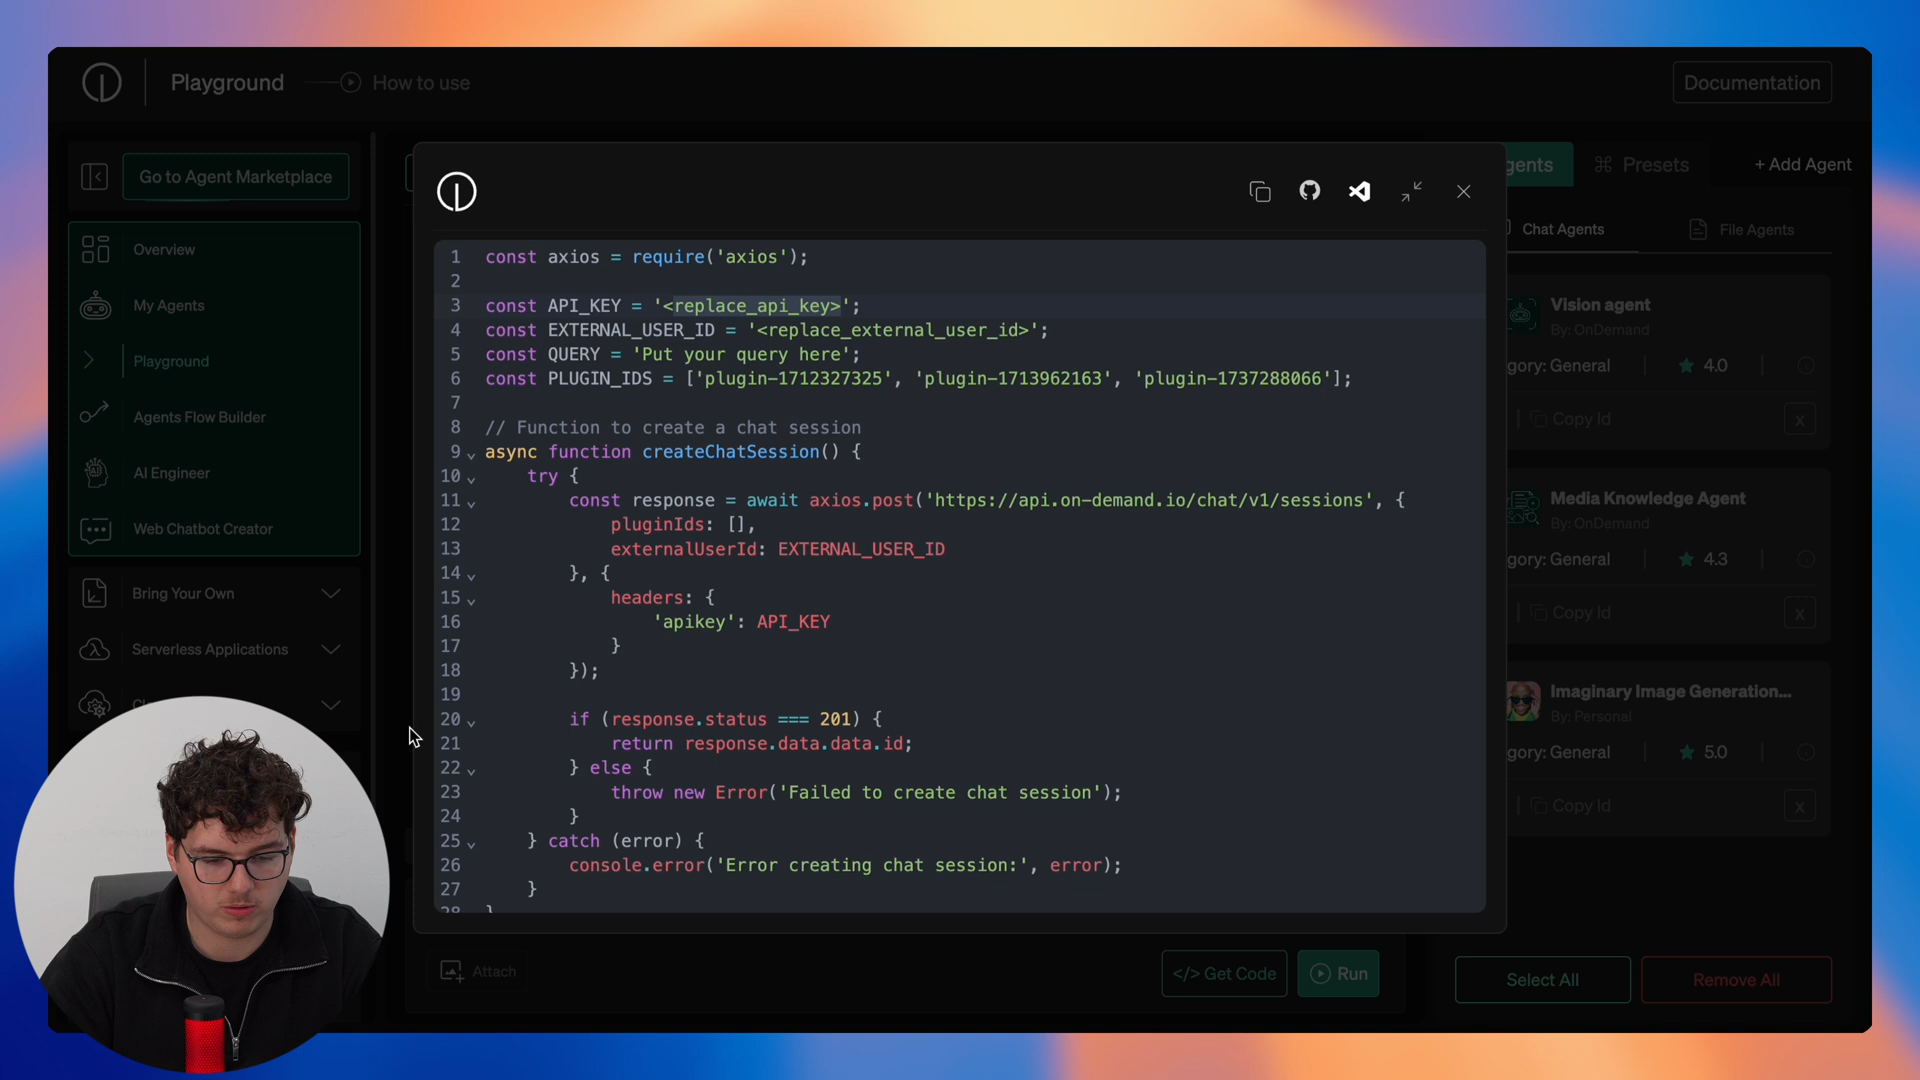 Playground
How to use
Documentation
Go to Agent Marketplace
Overview
My Agents
Playground
Agents Flow Builder
AI Engineer
Web Chatbot Creator
Bring Your Own
Serverless Applications
1 const axios = require('axios');
2
3 const API_KEY = '<replace_api_key>';
4 const EXTERNAL_USER_ID = '<replace_external_user_id>';
5 const QUERY = 'Put your query here';
6 const PLUGIN_IDS = ['plugin-1712327325', 'plugin-1713962163', 'plugin-1737288066'];
7
8 // Function to create a chat session
9 async function createChatSession() {
10 try {
11 const response = await axios.post('https://api.on-demand.io/chat/v1/sessions', {
12 pluginIds: [],
13 externalUserId: EXTERNAL_USER_ID
14 }, {
15 headers: {
16 'apikey': API_KEY
17 }
18 });
19
20 if (response.status === 201) {
21 return response.data.data.id;
22 } else {
23 throw new Error('Failed to create chat session');
24 }
25 } catch (error) {
26 console.error('Error creating chat session:', error);
27 }
28 }
Attach
</> Get Code
Run
gents
Presets
+ Add Agent
Chat Agents
File Agents
Vision agent
By: OnDemand
gory: General
4.0
Copy Id
x
Media Knowledge Agent
By: OnDemand
gory: General
4.3
Copy Id
x
Imaginary Image Generation...
By: Personal
gory: General
5.0
Copy Id
x
Select All
Remove All